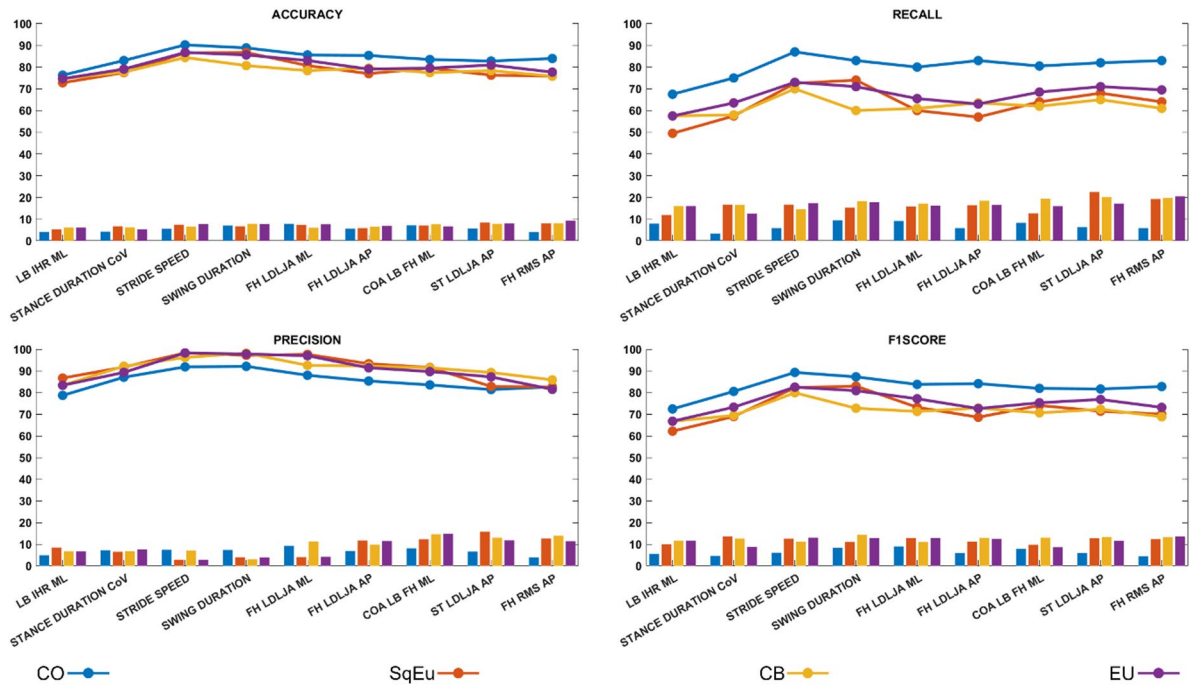 ACCURACY
100
90
80
70
60
50
40
30
20
10
0
LB IHR ML
STANCE DURATION CoV
STRIDE SPEED
SWING DURATION
FH LDLJA ML
FH LDLJA AP
COA LB FH ML
ST LDLJA AP
FH RMS AP
RECALL
100
90
80
70
60
50
40
30
20
10
0
LB IHR ML
STANCE DURATION CoV
STRIDE SPEED
SWING DURATION
FH LDLJA ML
FH LDLJA AP
COA LB FH ML
ST LDLJA AP
FH RMS AP
PRECISION
100
90
80
70
60
50
40
30
20
10
0
LB IHR ML
STANCE DURATION CoV
STRIDE SPEED
SWING DURATION
FH LDLJA ML
FH LDLJA AP
COA LB FH ML
ST LDLJA AP
FH RMS AP
F1SCORE
100
90
80
70
60
50
40
30
20
10
0
LB IHR ML
STANCE DURATION CoV
STRIDE SPEED
SWING DURATION
FH LDLJA ML
FH LDLJA AP
COA LB FH ML
ST LDLJA AP
FH RMS AP
CO SqEu CB EU